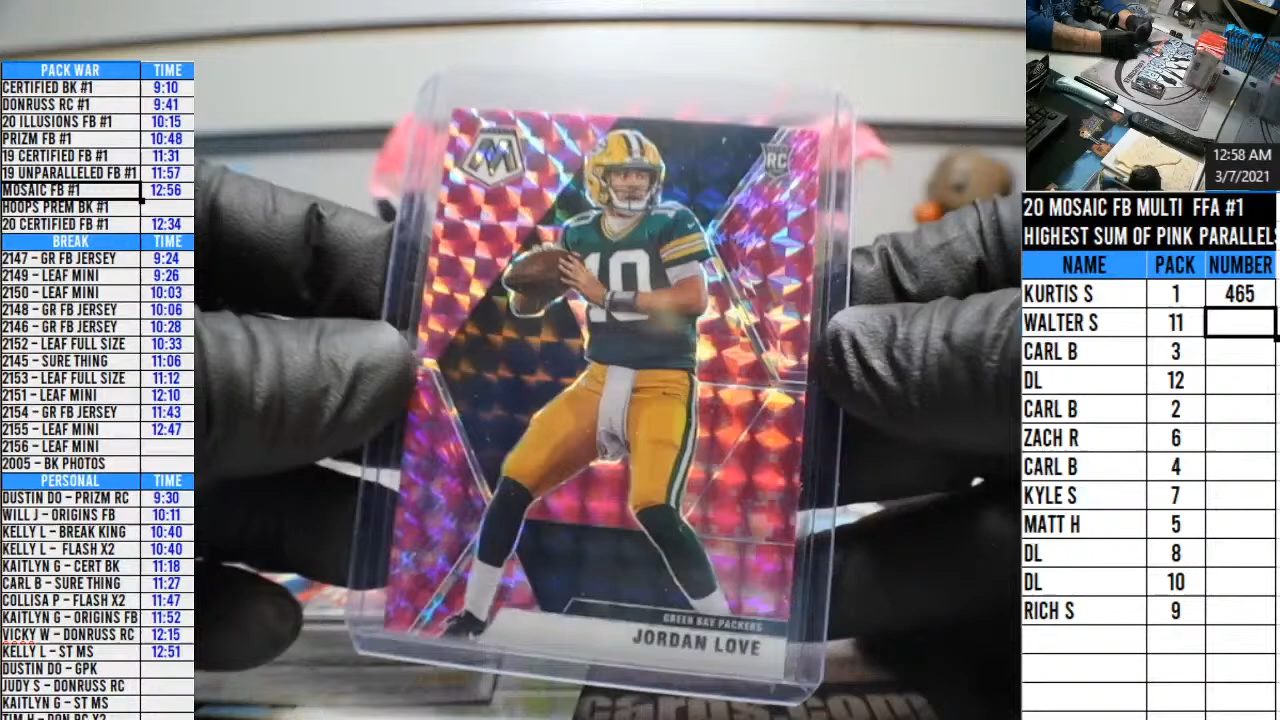 PACK WAR TIME
CERTIFIED BK #1 9:10
DONRUSS RC #1 9:41
20 ILLUSIONS FB #1 10:15
PRIZM FB #1 10:48
19 CERTIFIED FB #1 11:31
19 UNPARALLELED FB #1 11:57
MOSAIC FB #1 12:56
HOOPS PREM BK #1
20 CERTIFIED FB #1 12:34
BREAK TIME
2147 – GR FB JERSEY 9:24
2149 – LEAF MINI 9:26
2150 – LEAF MINI 10:03
2148 – GR FB JERSEY 10:06
2146 – GR FB JERSEY 10:28
2152 – LEAF FULL SIZE 10:33
2145 – SURE THING 11:06
2153 – LEAF FULL SIZE 11:12
2151 – LEAF MINI 12:10
2154 – GR FB JERSEY 11:43
2155 – LEAF MINI 12:47
2156 – LEAF MINI
2005 – BK PHOTOS
PERSONAL TIME
DUSTIN DO – PRIZM RC 9:30
WILL J – ORIGINS FB 10:11
KELLY L – BREAK KING 10:40
KELLY L – FLASH X2 10:40
KAITLYN G – CERT BK 11:18
CARL B – SURE THING 11:27
COLLISA P – FLASH X2 11:47
KAITLYN G – ORIGINS FB 11:52
VICKY W – DONRUSS RC 12:15
KELLY L – ST MS 12:51
DUSTIN DO – GPK
JUDY S – DONRUSS RC
KAITLYN G – ST MS
TIM H – DON RC X2
M
RC
10
GREEN BAY PACKERS
JORDAN LOVE
cards.com
12:58 AM
3/7/2021
20 MOSAIC FB MULTI FFA #1
HIGHEST SUM OF PINK PARALLELS
NAME PACK NUMBER
KURTIS S 1 465
WALTER S 11
CARL B 3
DL 12
CARL B 2
ZACH R 6
CARL B 4
KYLE S 7
MATT H 5
DL 8
DL 10
RICH S 9